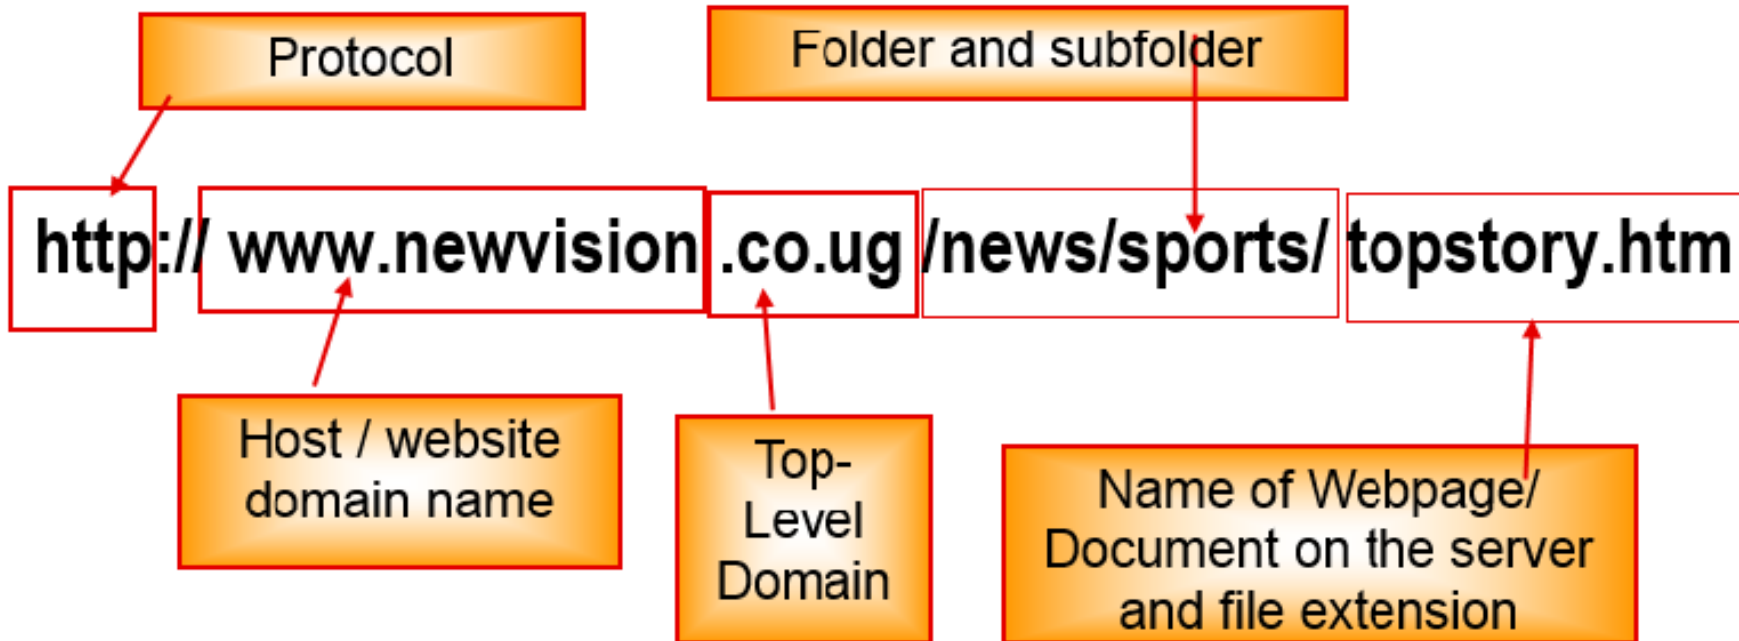 Protocol
Folder and subfolder
http:// www.newvision .co.ug /news/sports/ topstory.htm
Host / website
domain name
Top-
Level
Domain
Name of Webpage/
Document on the server
and file extension